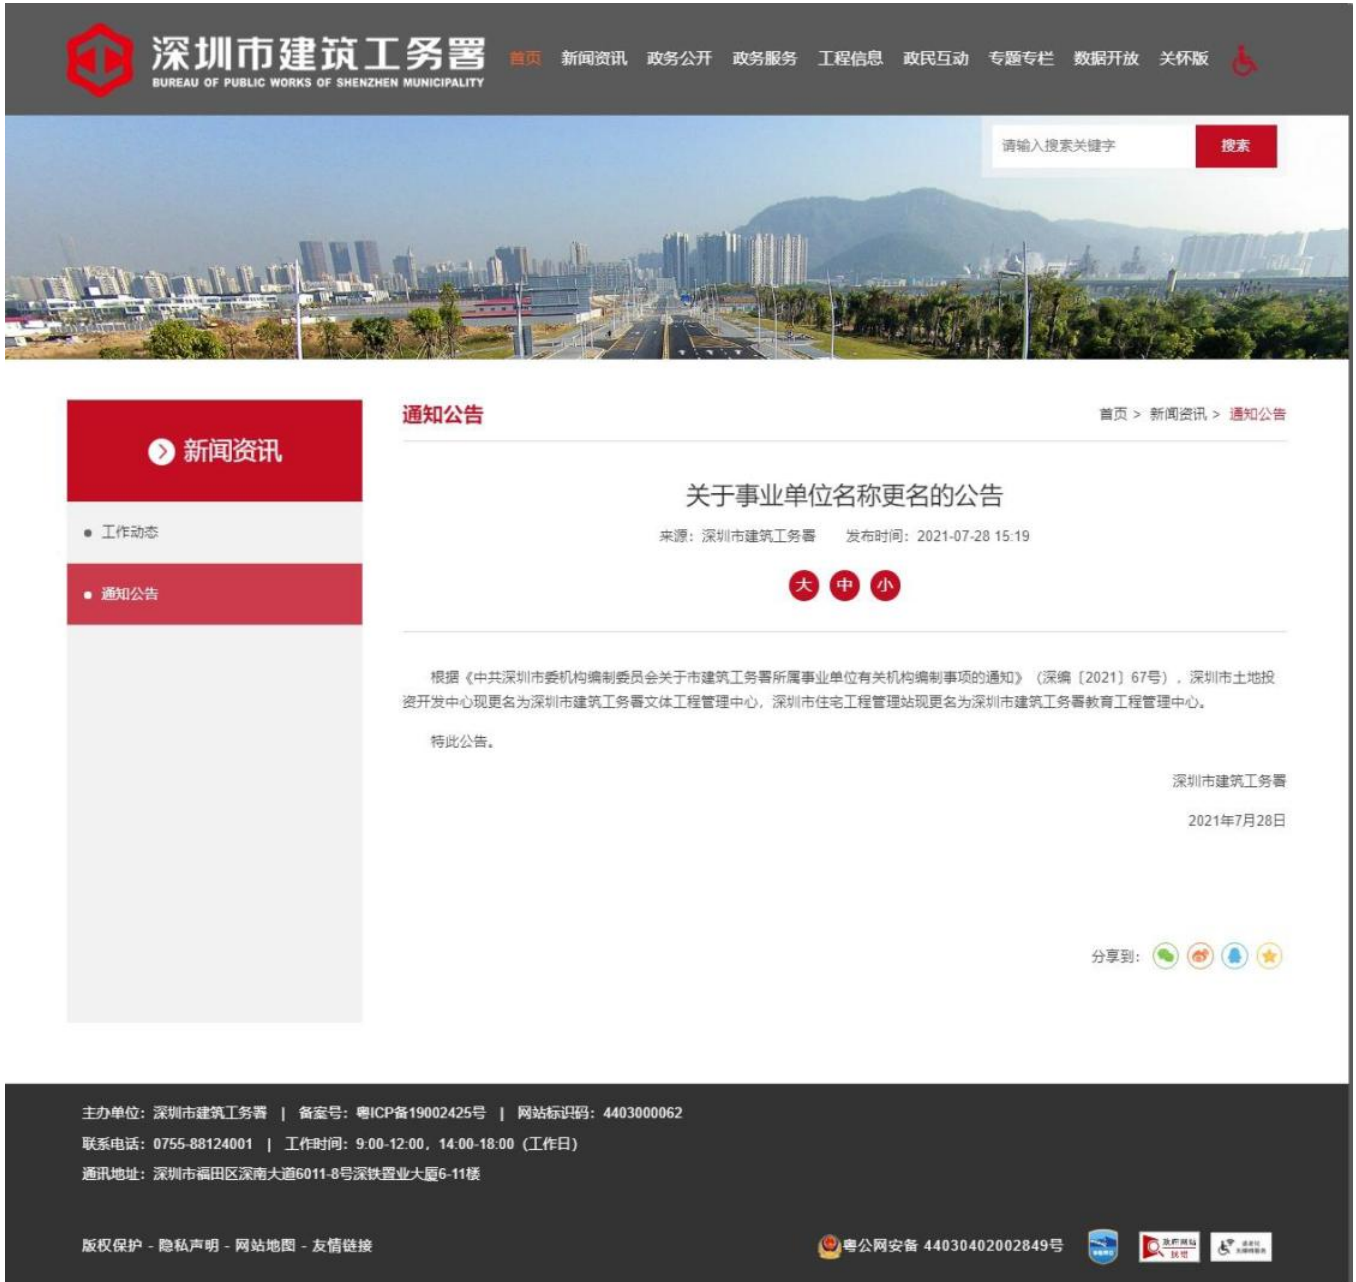 深圳市建筑工务署
BUREAU OF PUBLIC WORKS OF SHENZHEN MUNICIPALITY
首页 新闻资讯 政务公开 政务服务 工程信息 政民互动 专题专栏 数据开放 关怀版
请输入搜索关键字 搜索
通知公告
首页 > 新闻资讯 > 通知公告
新闻资讯
工作动态
通知公告
关于事业单位名称更名的公告
来源：深圳市建筑工务署 发布时间：2021-07-28 15:19
大 中 小
根据《中共深圳市委机构编制委员会关于市建筑工务署所属事业单位有关机构编制事项的通知》（深编〔2021〕67号），深圳市土地投
资开发中心现更名为深圳市建筑工务署文体工程管理中心，深圳市住宅工程管理站现更名为深圳市建筑工务署教育工程管理中心。
特此公告。
深圳市建筑工务署
2021年7月28日
分享到：
主办单位：深圳市建筑工务署 | 备案号：粤ICP备19002425号 | 网站标识码：4403000062
联系电话：0755-88124001 | 工作时间：9:00-12:00，14:00-18:00（工作日）
通讯地址：深圳市福田区深南大道6011-8号深铁置业大厦6-11楼
版权保护 - 隐私声明 - 网站地图 - 友情链接
粤公网安备 44030402002849号
政府网站
找错